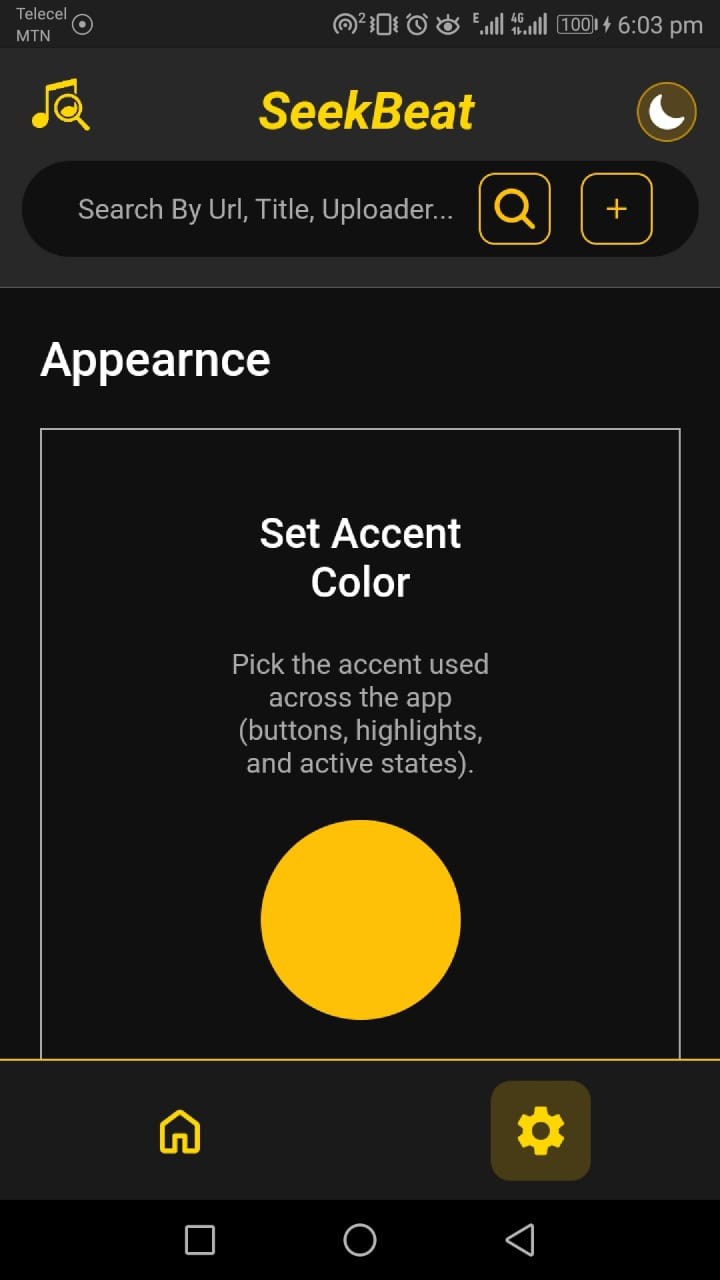 Telecel
MTN
2 E 4G 100 6:03 pm
SeekBeat
Search By Url, Title, Uploader...
+
Appearnce
Set Accent
Color
Pick the accent used
across the app
(buttons, highlights,
and active states).